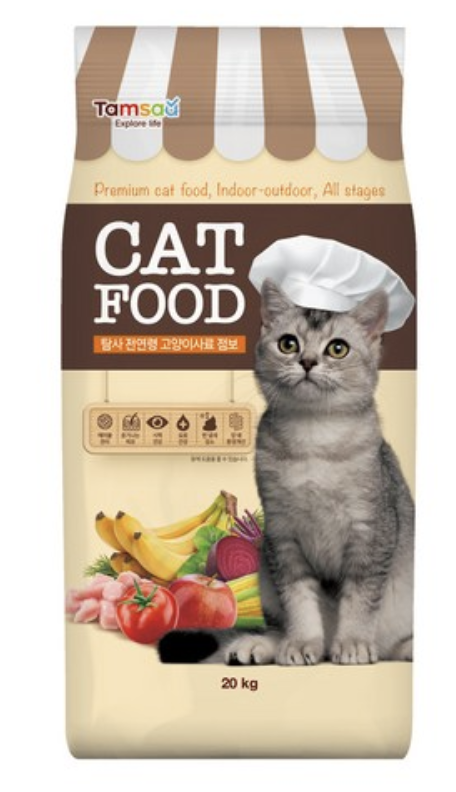 Tamsaa
Explore life
Premium cat food, Indoor-outdoor, All stages
CAT
FOOD
탐사 전연령 고양이사료 점보
20 kg